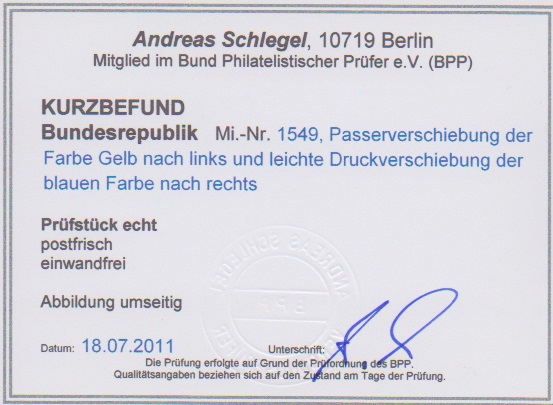 Andreas Schlegel, 10719 Berlin
Mitglied im Bund Philatelistischer Prüfer e.V. (BPP)
KURZBEFUND
Bundesrepublik Mi.-Nr. 1549, Passerverschiebung der
Farbe Gelb nach links und leichte Druckverschiebung der
blauen Farbe nach rechts
Prüfstück echt
postfrisch
einwandfrei
ANDREAS SCHLEGEL
BPP
Abbildung umseitig
Datum: 18.07.2011 Unterschrift:
Die Prüfung erfolgte auf Grund der Prüfordnung des BPP.
Qualitätsangaben beziehen sich auf den Zustand am Tage der Prüfung.